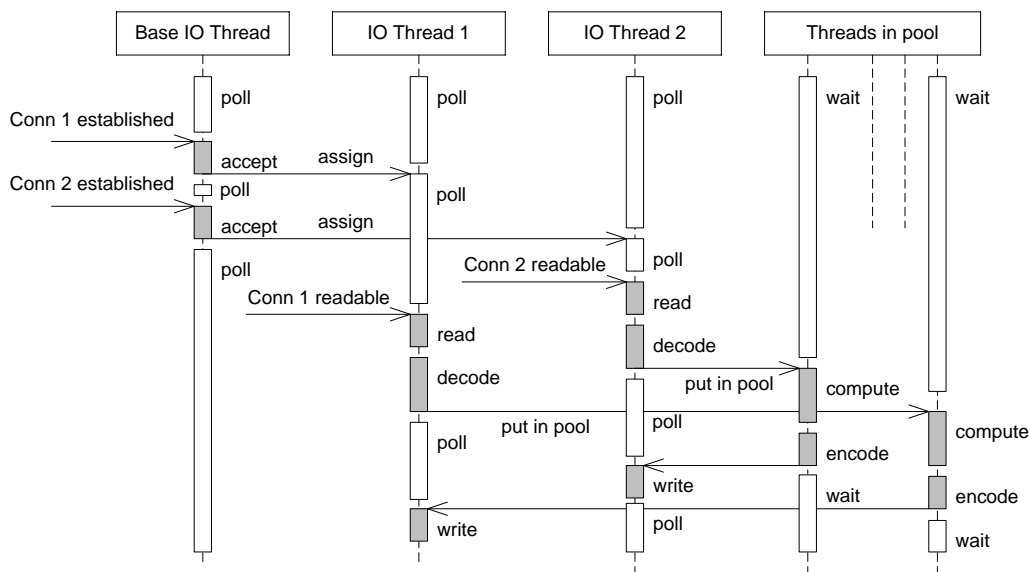 Base IO Thread
IO Thread 1
IO Thread 2
Threads in pool
poll
poll
poll
wait
wait
Conn 1 established
accept
assign
Conn 2 established
poll
poll
accept
assign
poll
poll
Conn 2 readable
Conn 1 readable
read
read
decode
decode
put in pool
compute
put in pool
poll
poll
compute
encode
write
wait
encode
write
poll
wait